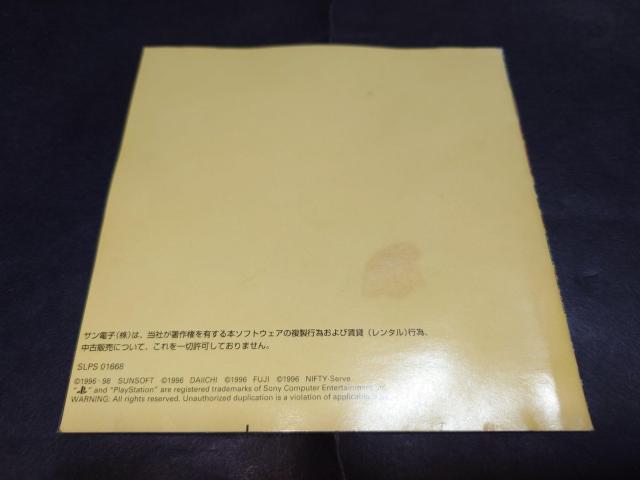 サン電子(株)は、当社が著作権を有する本ソフトウェアの複製行為および賃貸（レンタル）行為、
中古販売について、これを一切許可しておりません。
SLPS 01668
©1996・98 SUNSOFT ©1996 DAIICHI ©1996 FUJI ©1996 NIFTY-Serve
" " and "PlayStation" are registered trademarks of Sony Computer Entertainment Inc.
WARNING: All rights reserved. Unauthorized duplication is a violation of applicable laws.